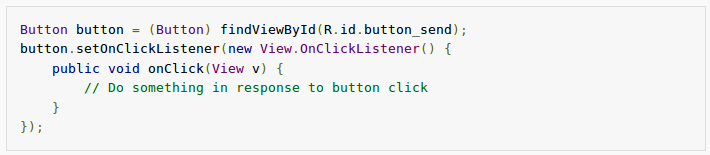 Button button = (Button) findViewById(R.id.button_send);
button.setOnClickListener(new View.OnClickListener() {
    public void onClick(View v) {
        // Do something in response to button click
    }
});